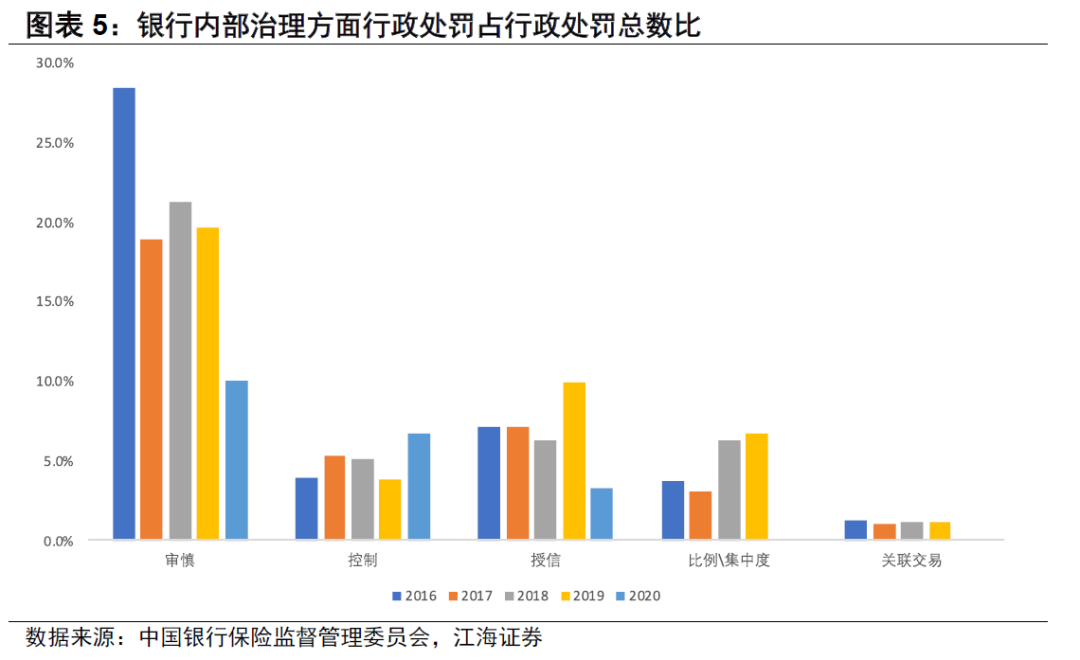 图表 5：银行内部治理方面行政处罚占行政处罚总数比
30.0%
25.0%
20.0%
15.0%
10.0%
5.0%
0.0%
审慎 控制 授信 比例\集中度 关联交易
2016 2017 2018 2019 2020
数据来源：中国银行保险监督管理委员会，江海证券